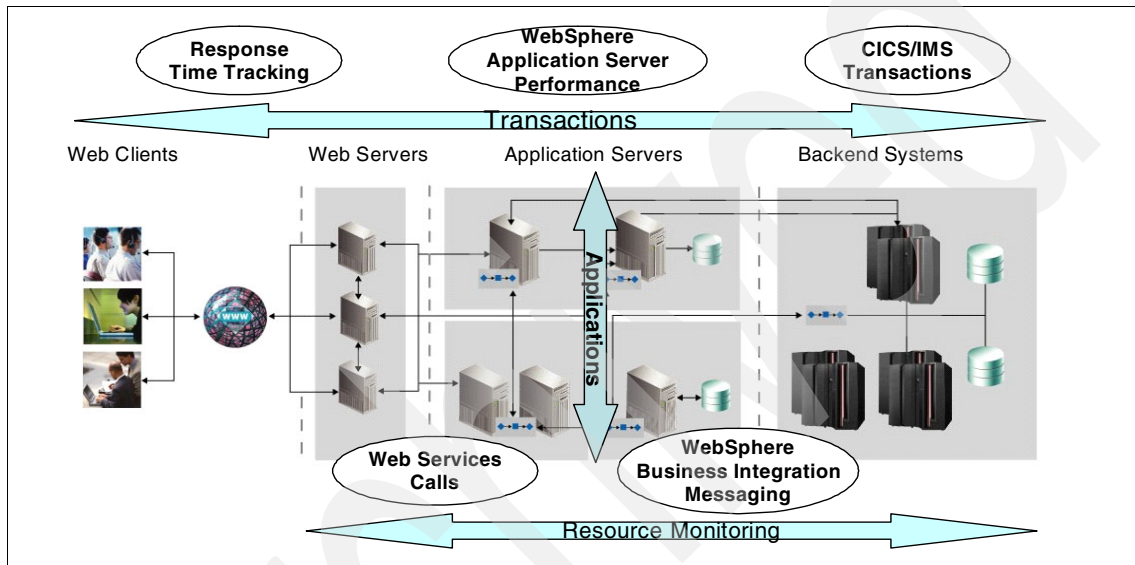 Response
Time Tracking
WebSphere
Application Server
Performance
CICS/IMS
Transactions
Transactions
Web Clients
Web Servers
Application Servers
Backend Systems
www
Applications
Web Services
Calls
WebSphere
Business Integration
Messaging
Resource Monitoring